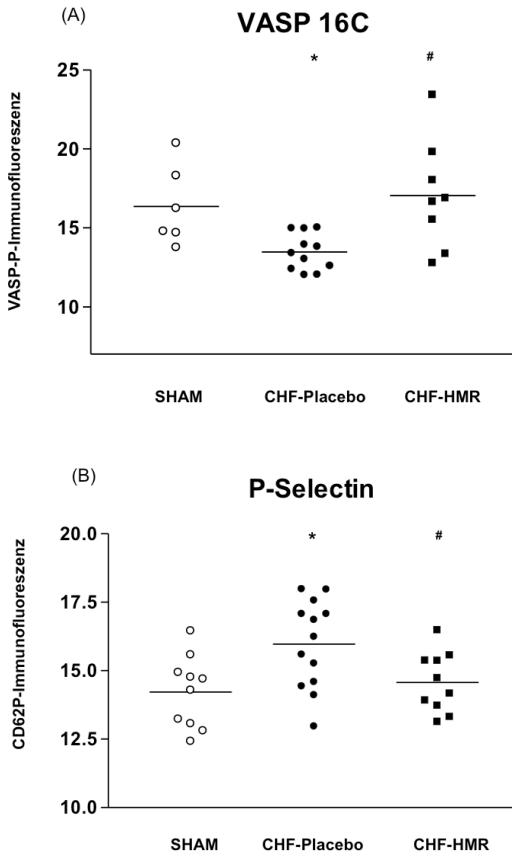 (A)
VASP 16C
* #
VASP-P-Immunofluoreszenz
25
20
15
10
SHAM CHF-Placebo CHF-HMR
(B)
P-Selectin
* #
CD62P-Immunofluoreszenz
20.0
17.5
15.0
12.5
10.0
SHAM CHF-Placebo CHF-HMR